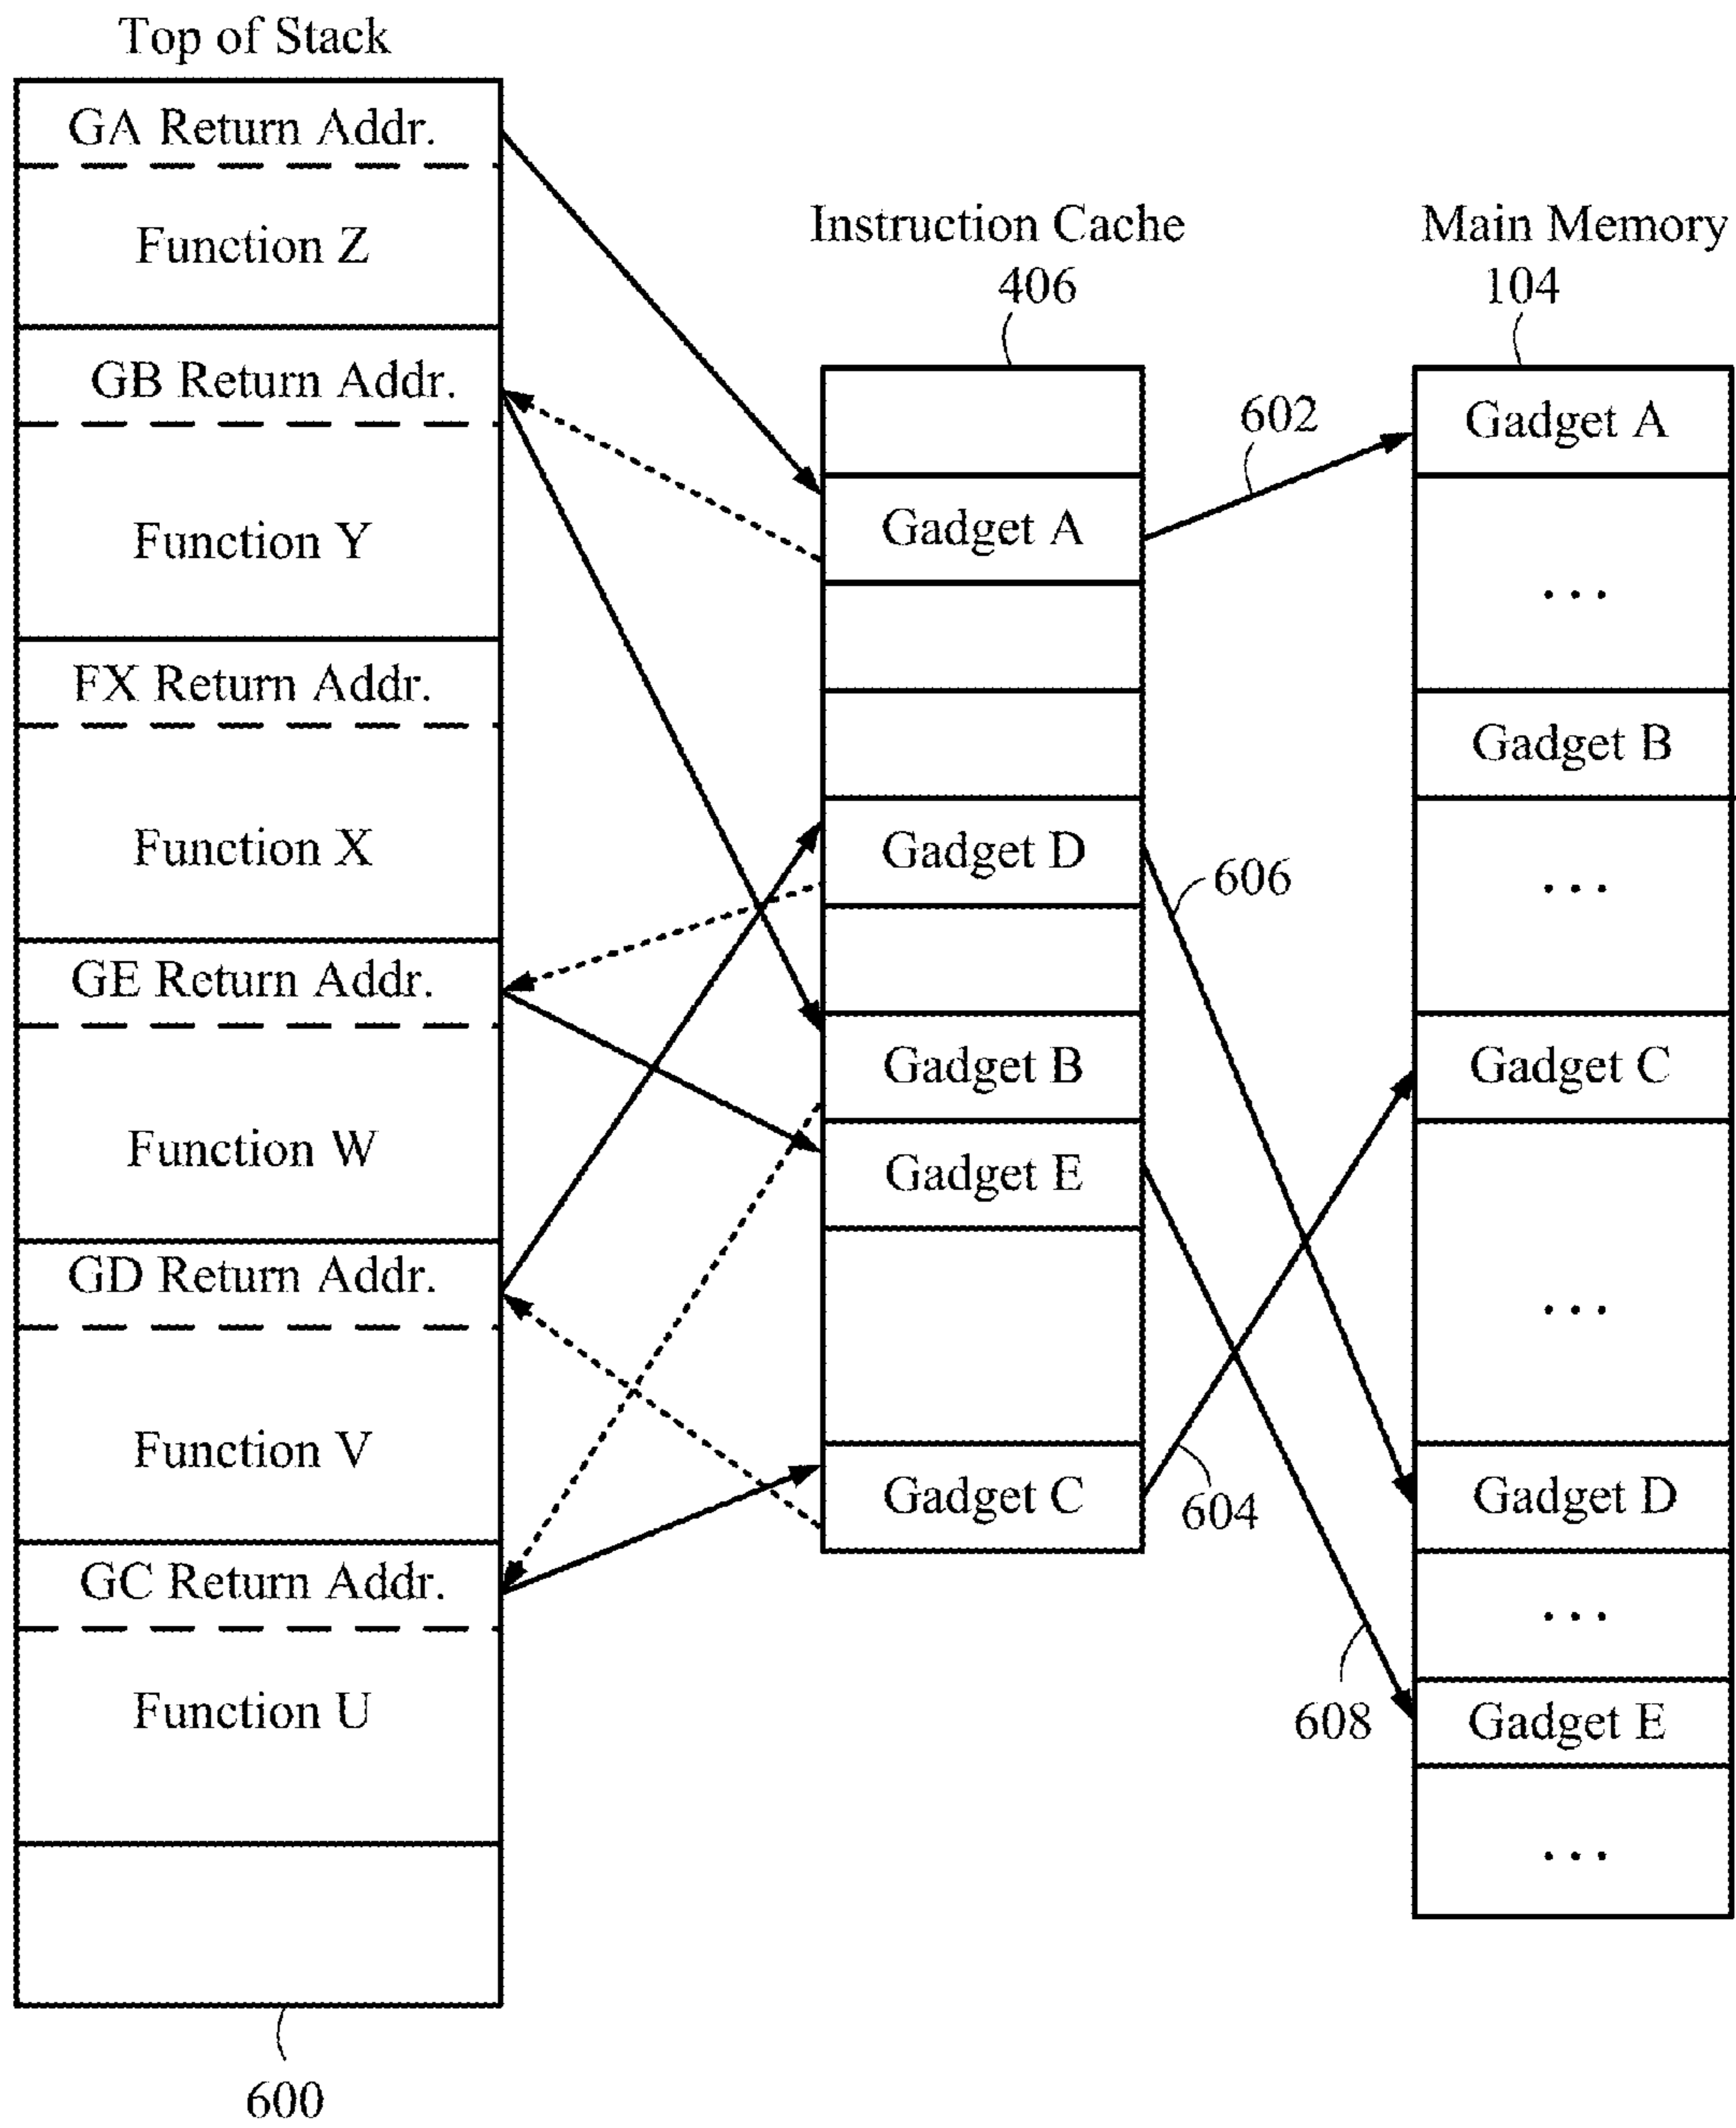 Top of Stack
GA Return Addr.
Function Z
GB Return Addr.
Function Y
FX Return Addr.
Function X
GE Return Addr.
Function W
GD Return Addr.
Function V
GC Return Addr.
Function U
600
Instruction Cache
406
Gadget A
Gadget D
Gadget B
Gadget E
Gadget C
602
606
604
608
Main Memory
104
Gadget A
...
Gadget B
...
Gadget C
...
Gadget D
...
Gadget E
...